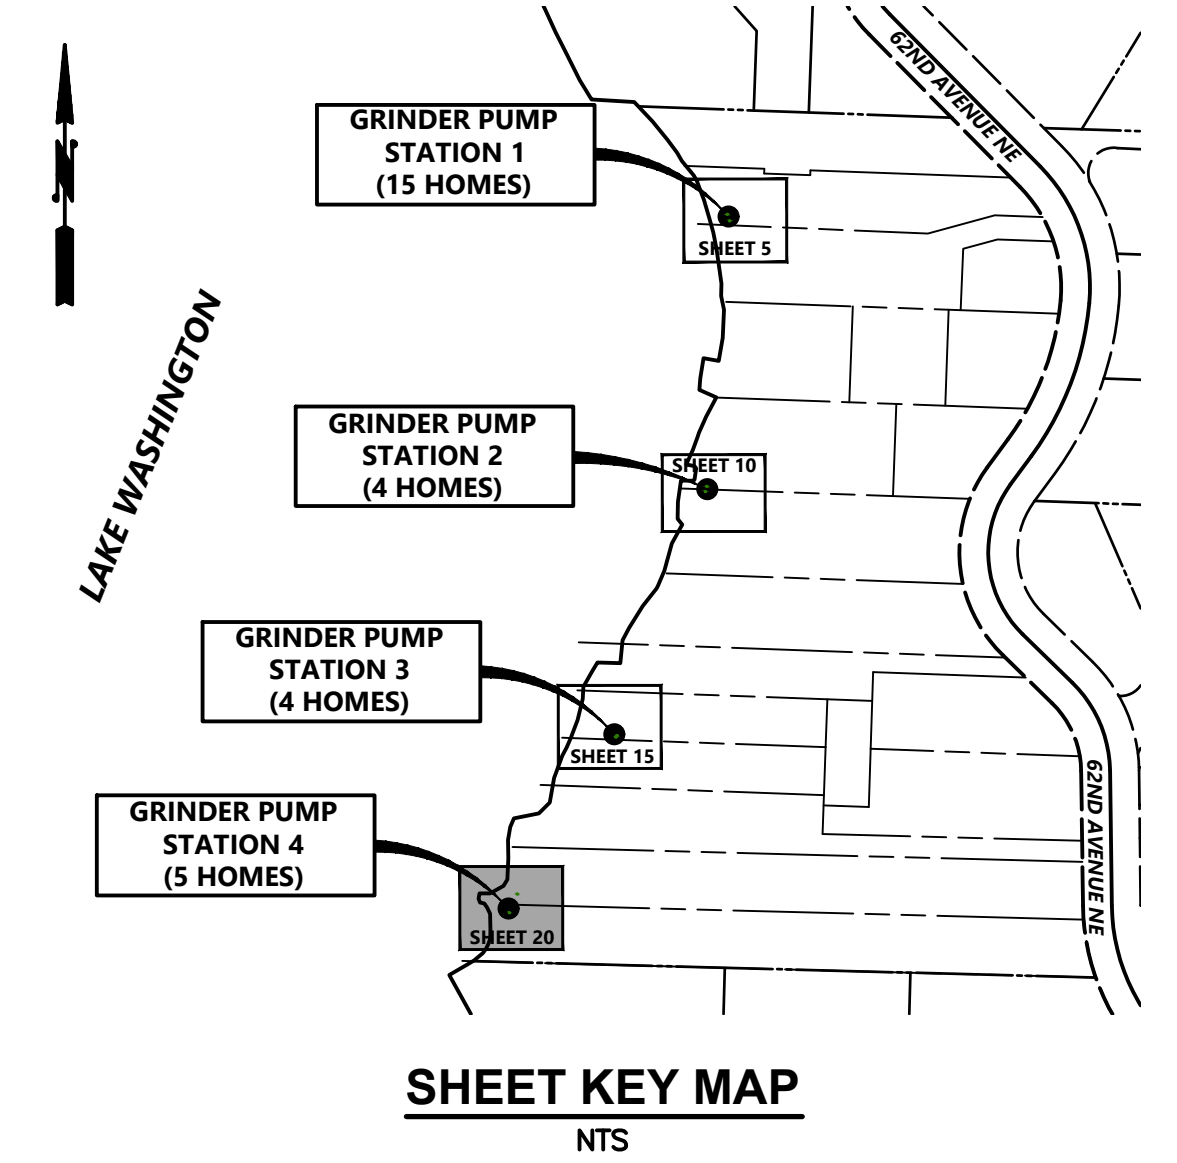 62ND AVENUE NE
N
GRINDER PUMP
STATION 1
(15 HOMES)
SHEET 5
LAKE WASHINGTON
GRINDER PUMP
STATION 2
(4 HOMES)
SHEET 10
GRINDER PUMP
STATION 3
(4 HOMES)
SHEET 15
62ND AVENUE NE
GRINDER PUMP
STATION 4
(5 HOMES)
SHEET 20
SHEET KEY MAP
NTS